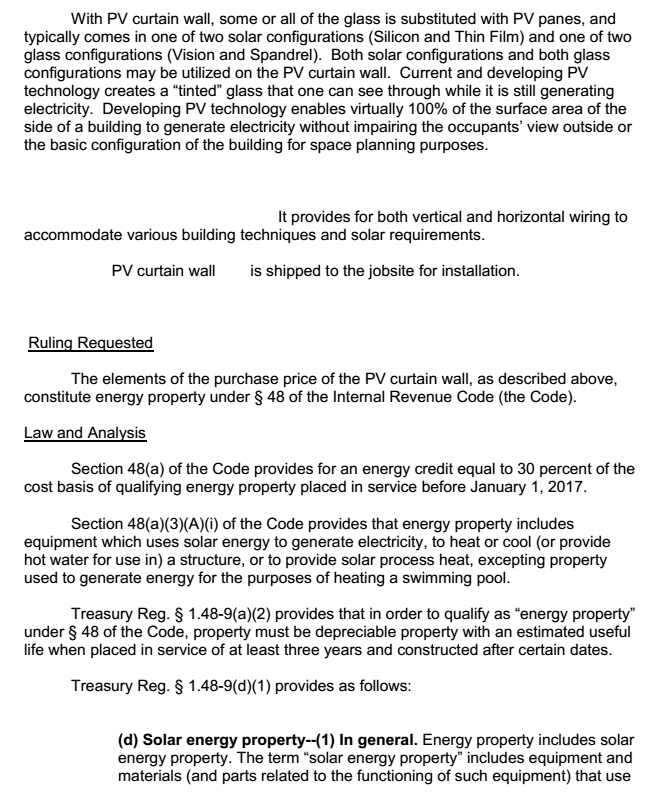 With PV curtain wall, some or all of the glass is substituted with PV panes, and
typically comes in one of two solar configurations (Silicon and Thin Film) and one of two
glass configurations (Vision and Spandrel).  Both solar configurations and both glass
configurations may be utilized on the PV curtain wall.  Current and developing PV
technology creates a “tinted” glass that one can see through while it is still generating
electricity.  Developing PV technology enables virtually 100% of the surface area of the
side of a building to generate electricity without impairing the occupants’ view outside or
the basic configuration of the building for space planning purposes.
It provides for both vertical and horizontal wiring to
accommodate various building techniques and solar requirements.
PV curtain wall is shipped to the jobsite for installation.
Ruling Requested
The elements of the purchase price of the PV curtain wall, as described above,
constitute energy property under § 48 of the Internal Revenue Code (the Code).
Law and Analysis
Section 48(a) of the Code provides for an energy credit equal to 30 percent of the
cost basis of qualifying energy property placed in service before January 1, 2017.
Section 48(a)(3)(A)(i) of the Code provides that energy property includes
equipment which uses solar energy to generate electricity, to heat or cool (or provide
hot water for use in) a structure, or to provide solar process heat, excepting property
used to generate energy for the purposes of heating a swimming pool.
Treasury Reg. § 1.48-9(a)(2) provides that in order to qualify as “energy property”
under § 48 of the Code, property must be depreciable property with an estimated useful
life when placed in service of at least three years and constructed after certain dates.
Treasury Reg. § 1.48-9(d)(1) provides as follows:
(d) Solar energy property--(1) In general. Energy property includes solar
energy property. The term “solar energy property” includes equipment and
materials (and parts related to the functioning of such equipment) that use